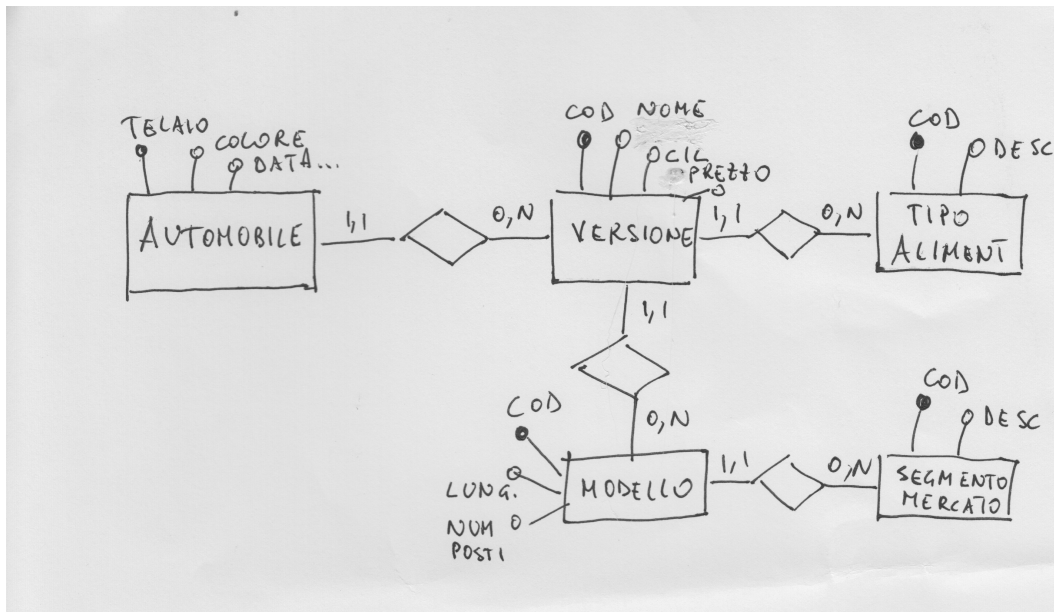 TELAIO
COLORE
DATA...
AUTOMOBILE
1,1
0,N
COD NOME
CIL
PREZZO
VERSIONE
1,1
0,N
COD
DESC
TIPO
ALIMENT
1,1
0,N
COD
LUNG.
NUM
POSTI
MODELLO
1,1
0,N
COD
DESC
SEGMENTO
MERCATO